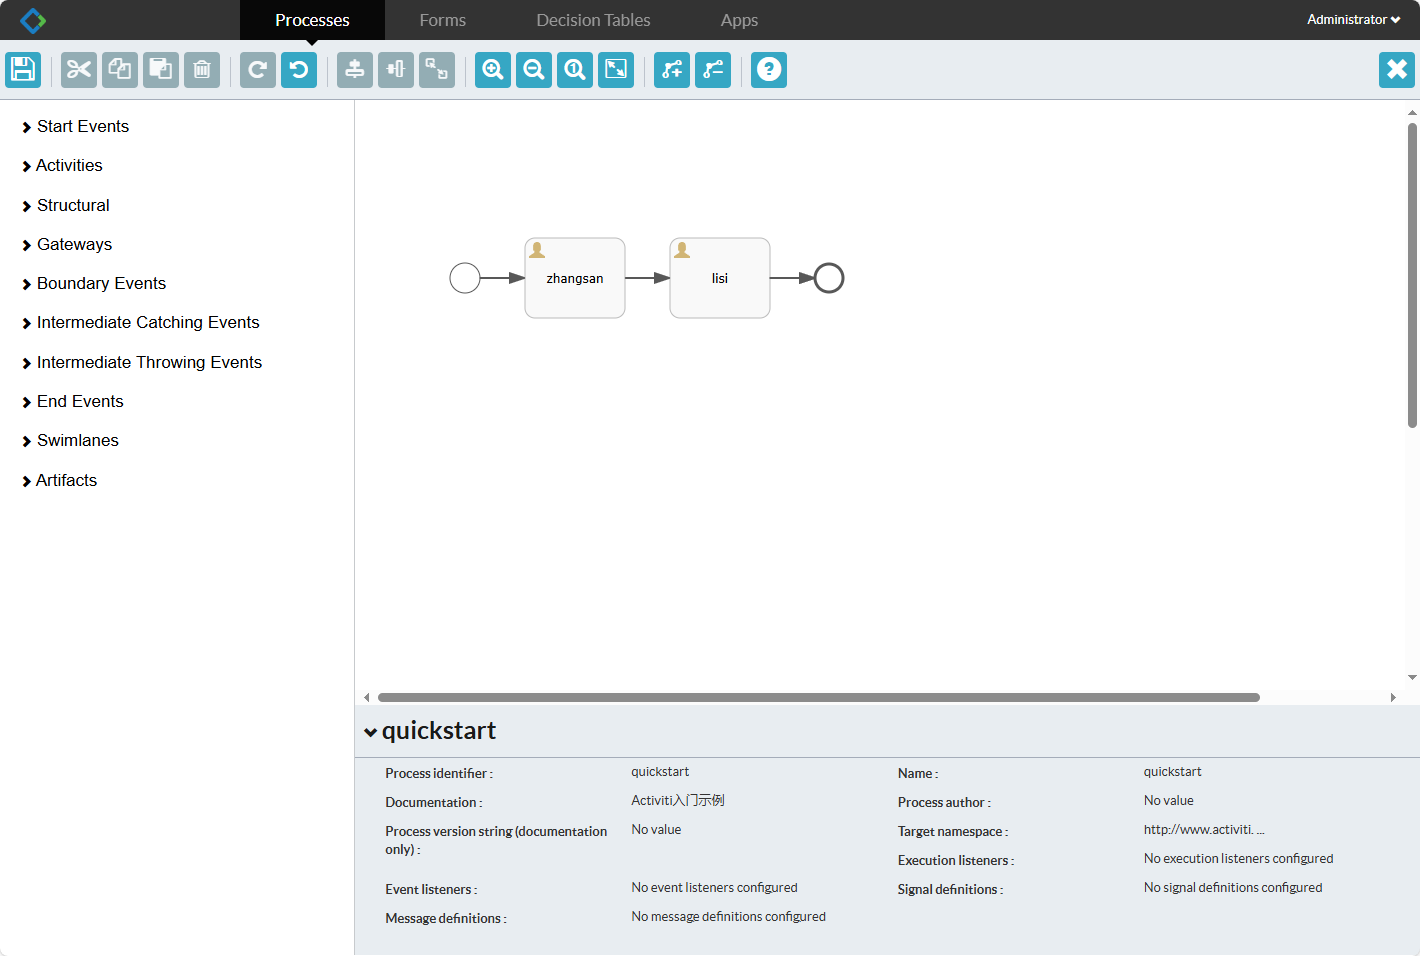 Processes
Forms
Decision Tables
Apps
Administrator
Start Events
Activities
Structural
Gateways
Boundary Events
Intermediate Catching Events
Intermediate Throwing Events
End Events
Swimlanes
Artifacts
zhangsan
lisi
quickstart
Process identifier : quickstart
Name : quickstart
Documentation : Activiti入门示例
Process author : No value
Process version string (documentation only) : No value
Target namespace : http://www.activiti. ...
Execution listeners : No execution listeners configured
Event listeners : No event listeners configured
Signal definitions : No signal definitions configured
Message definitions : No message definitions configured